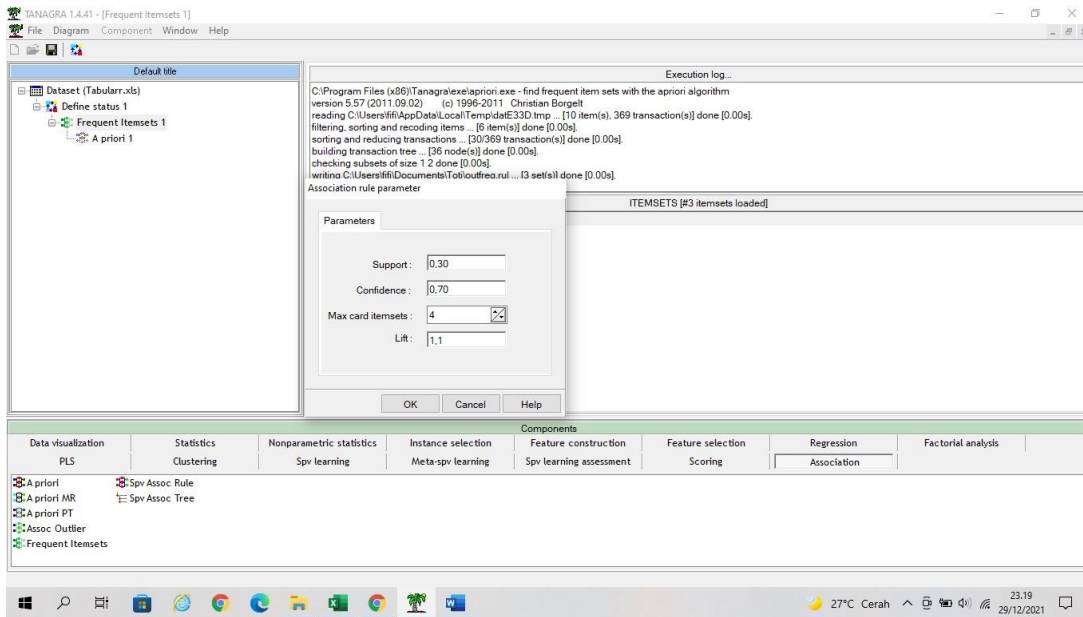 TANAGRA 1.4.41 - [Frequent Itemsets 1]
File Diagram Component Window Help
Default title
Dataset (Tabularr.xls)
Define status 1
Frequent Itemsets 1
A priori 1
Execution log...
C:\Program Files (x86)\Tanagra\exe\apriori.exe - find frequent item sets with the apriori algorithm
version 5.57 (2011.09.02) (c) 1996-2011 Christian Borgelt
reading C:\Users\fifi\AppData\Local\Temp\datE33D.tmp ... [10 item(s), 369 transaction(s)] done [0.00s].
filtering, sorting and recoding items ... [6 item(s)] done [0.00s].
sorting and reducing transactions ... [30/369 transaction(s)] done [0.00s].
building transaction tree ... [36 node(s)] done [0.00s].
checking subsets of size 1 2 done [0.00s].
writing C:\Users\fifi\Documents\Toti\outfreq.rul ... [3 set(s)] done [0.00s].
ITEMSETS [#3 itemsets loaded]
Association rule parameter
Parameters
Support : 0,30
Confidence : 0,70
Max card itemsets : 4
Lift : 1,1
OK Cancel Help
Components
Data visualization Statistics Nonparametric statistics Instance selection Feature construction Feature selection Regression Factorial analysis
PLS Clustering Spv learning Meta-spv learning Spv learning assessment Scoring Association
A priori Spv Assoc Rule
A priori MR Spv Assoc Tree
A priori PT
Assoc Outlier
Frequent Itemsets
27°C Cerah
23.19
29/12/2021